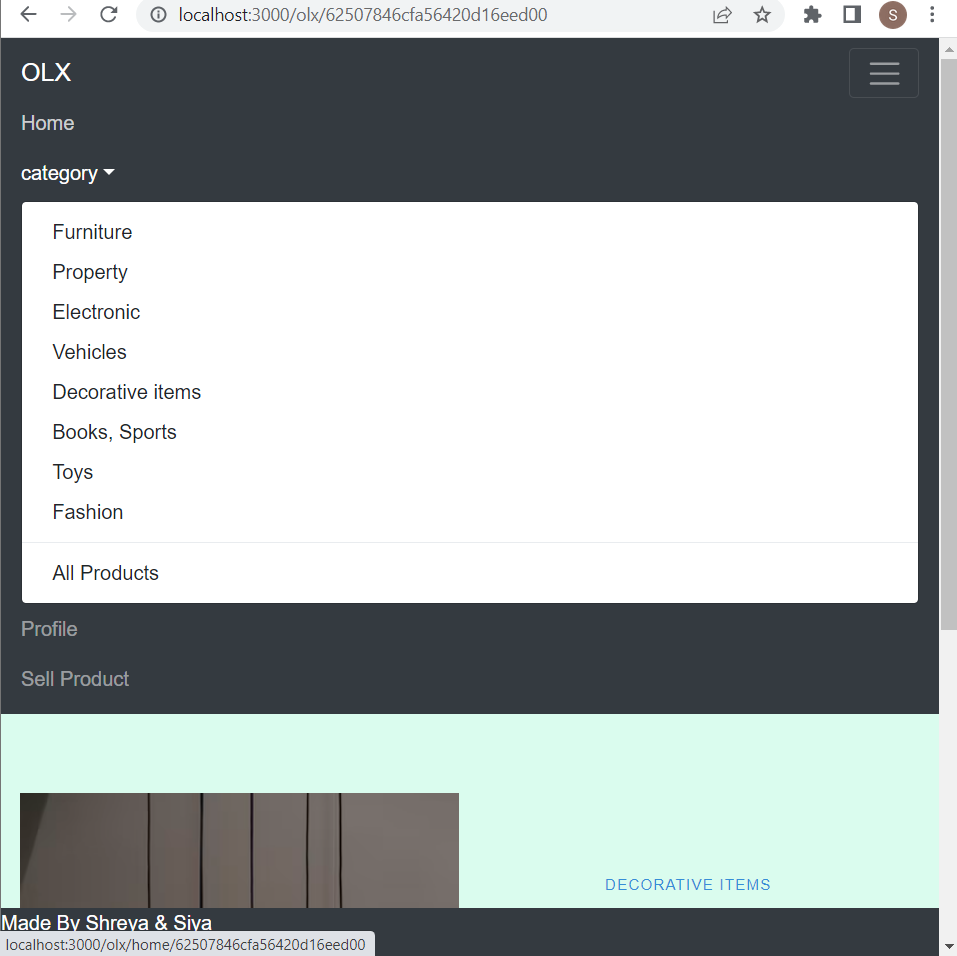 localhost:3000/olx/62507846cfa56420d16eed00
S
OLX
Home
category
Furniture
Property
Electronic
Vehicles
Decorative items
Books, Sports
Toys
Fashion
All Products
Profile
Sell Product
DECORATIVE ITEMS
Made By Shreya & Siya
localhost:3000/olx/home/62507846cfa56420d16eed00